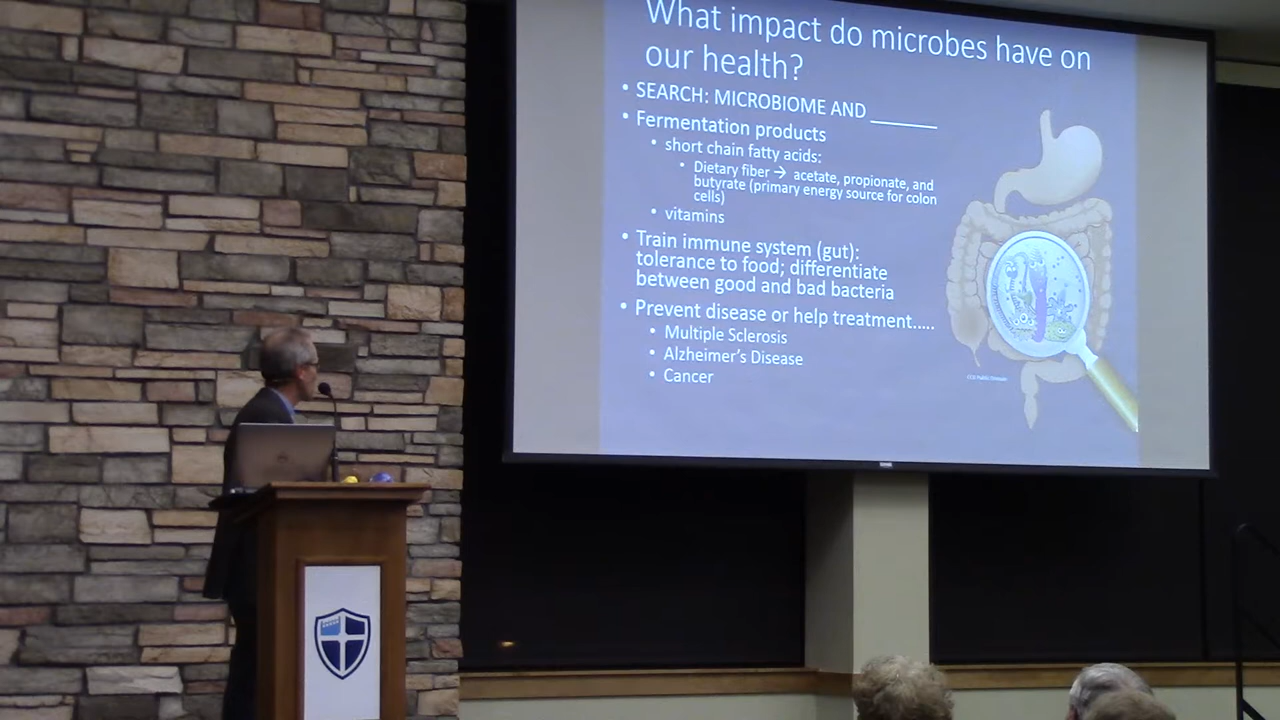 What impact do microbes have on
our health?
• SEARCH: MICROBIOME AND _______
• Fermentation products
• short chain fatty acids:
• Dietary fiber → acetate, propionate, and
butyrate (primary energy source for colon
cells)
• vitamins
• Train immune system (gut):
tolerance to food; differentiate
between good and bad bacteria
• Prevent disease or help treatment.....
• Multiple Sclerosis
• Alzheimer's Disease
• Cancer